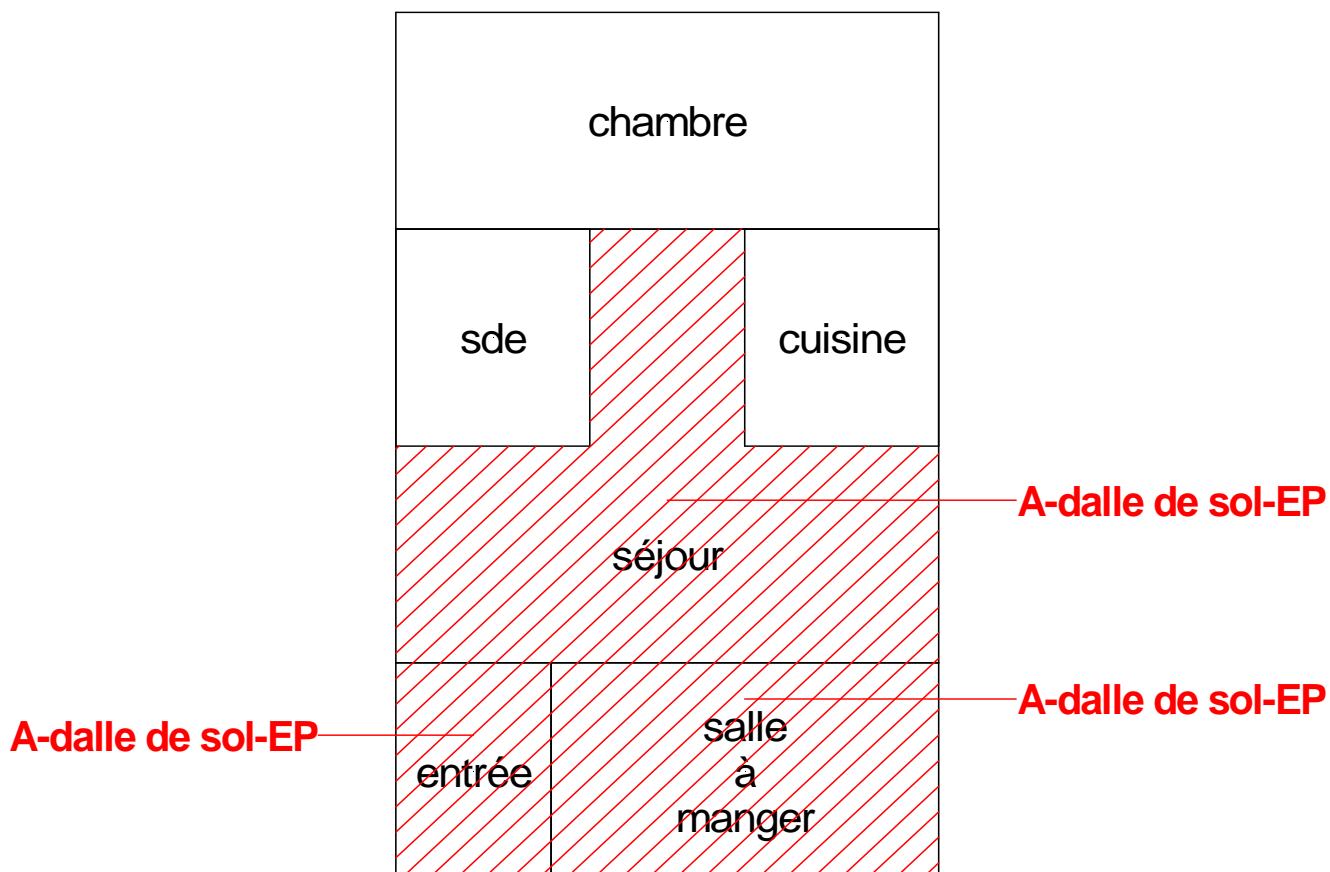 chambre
sde
cuisine
A-dalle de sol-EP
séjour
A-dalle de sol-EP
salle
A-dalle de sol-EP
entrée
à
manger